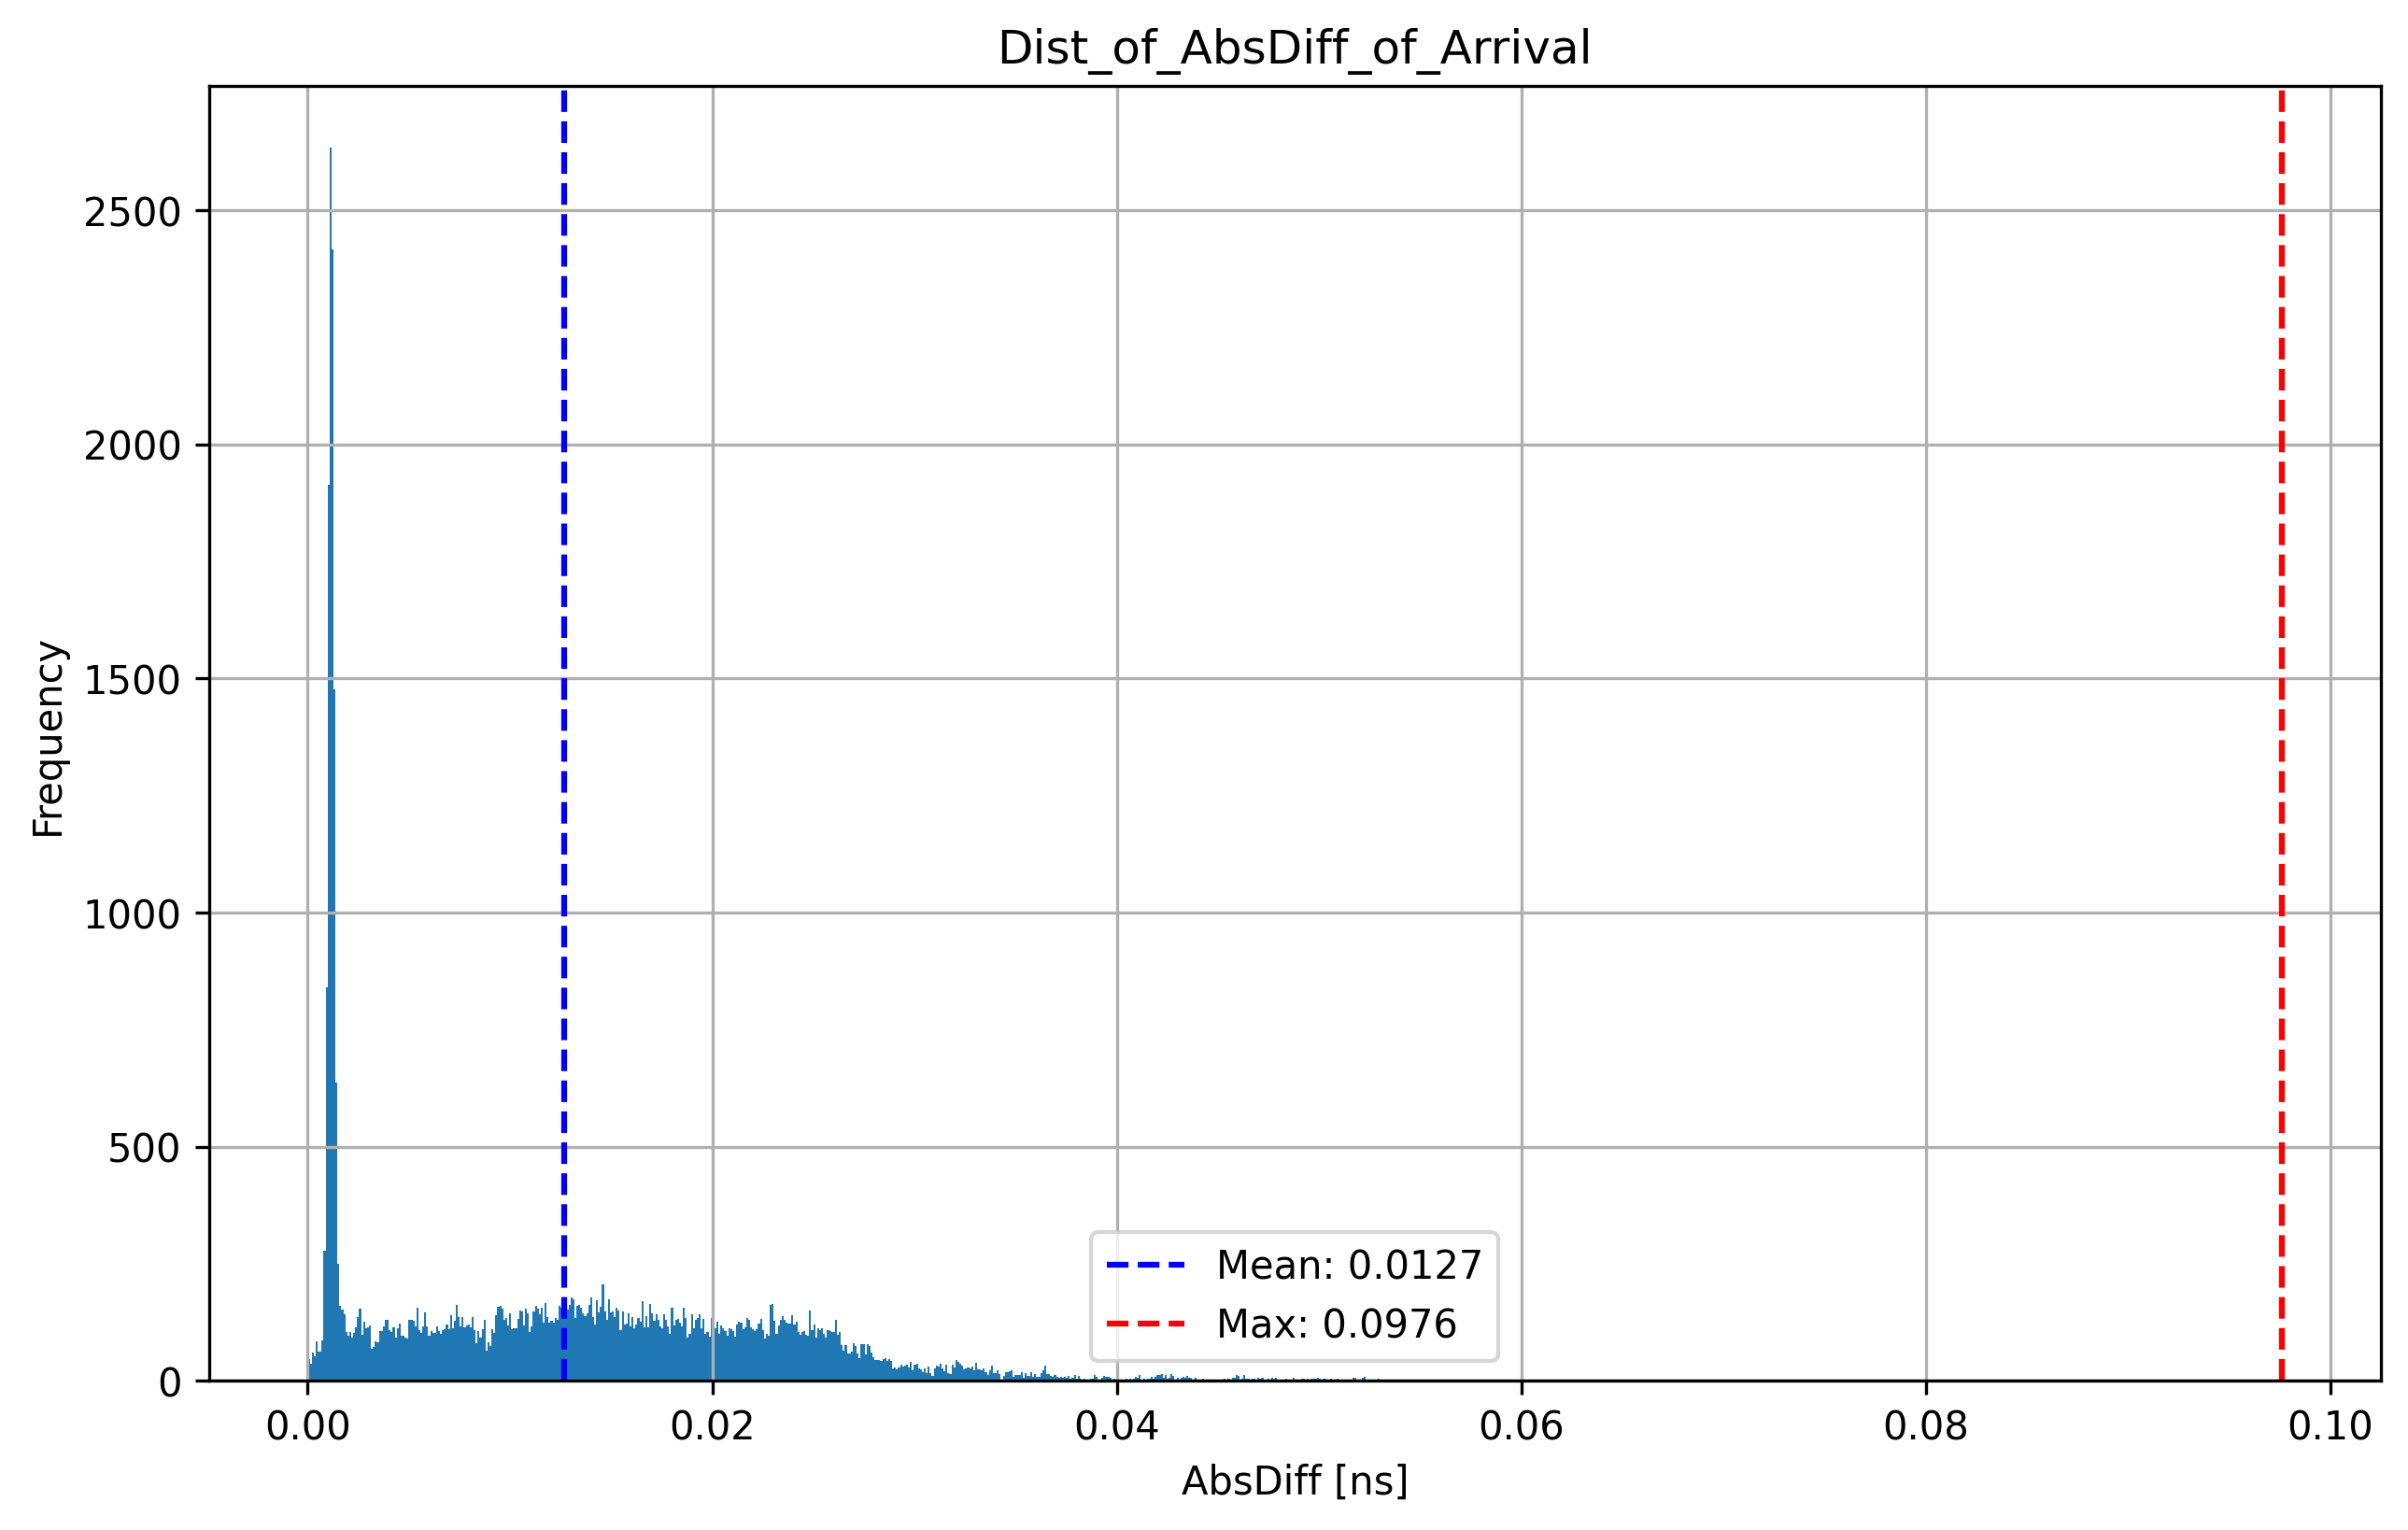 Dist_of_AbsDiff_of_Arrival
Frequency
2500
2000
1500
1000
500
0
Mean: 0.0127
Max: 0.0976
0.00 0.02 0.04 0.06 0.08 0.10
AbsDiff [ns]